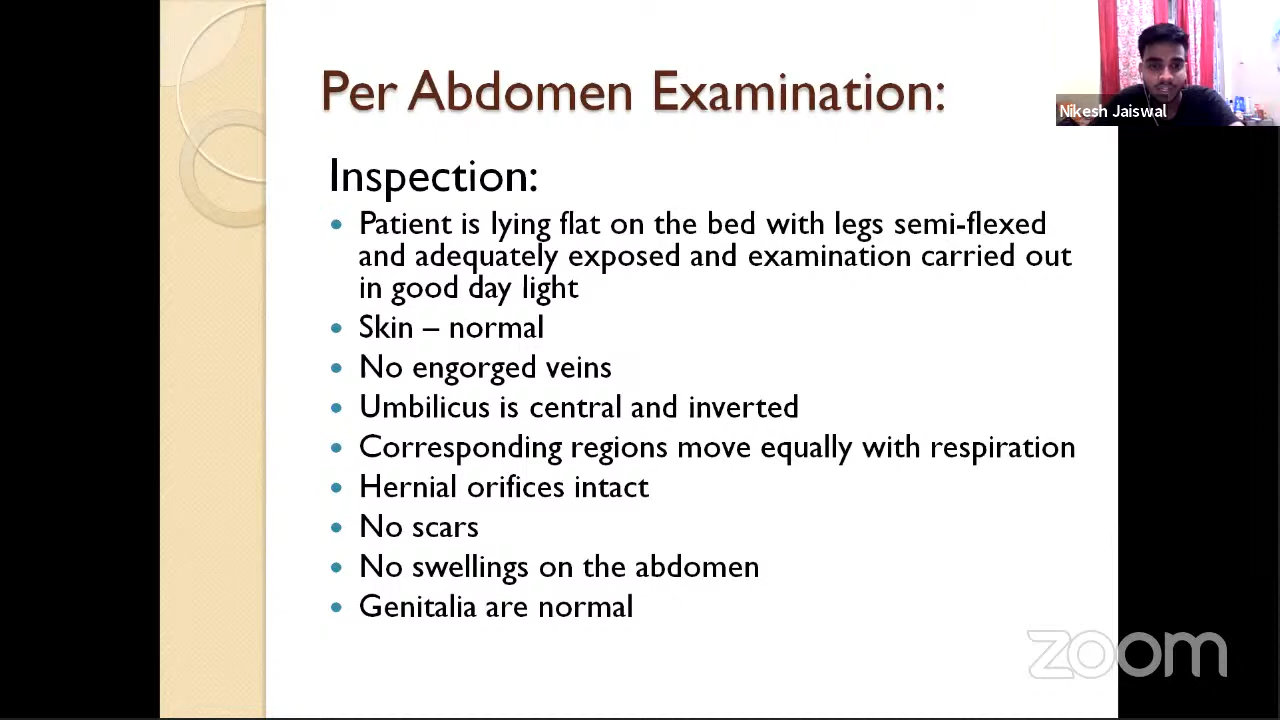 Per Abdomen Examination:
Nikesh Jaiswal
Inspection:
Patient is lying flat on the bed with legs semi-flexed
and adequately exposed and examination carried out
in good day light
Skin – normal
No engorged veins
Umbilicus is central and inverted
Corresponding regions move equally with respiration
Hernial orifices intact
No scars
No swellings on the abdomen
Genitalia are normal
zoom